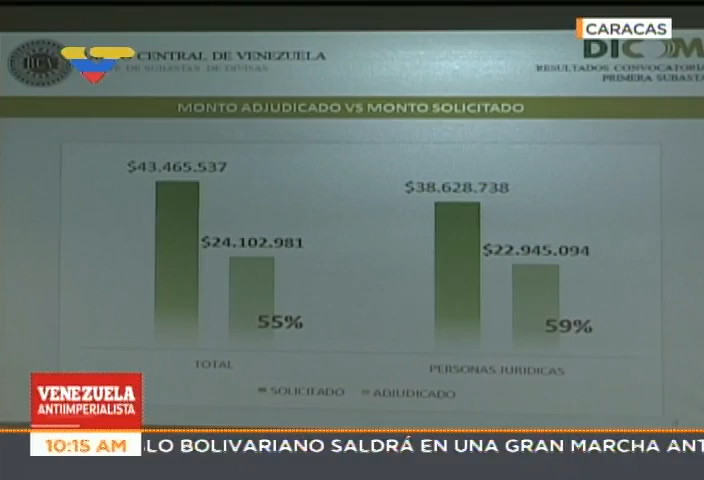 CARACAS
BCV
CENTRAL DE VENEZUELA
DE SUBASTAS DE DIVISAS
DICOM
RESULTADOS CONVOCATORIA
PRIMERA SUBASTA
MONTO ADJUDICADO VS MONTO SOLICITADO
$43.465.537
$24.102.981
55%
$38.628.738
$22.945.094
59%
TOTAL
PERSONAS JURIDICAS
SOLICITADO
ADJUDICADO
VENEZUELA
ANTIIMPERIALISTA
10:15 AM
BLO BOLIVARIANO SALDRÁ EN UNA GRAN MARCHA ANT